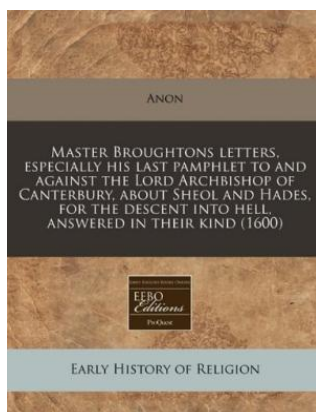 Anon
Master Broughtons letters,
especially his last pamphlet to and
against the Lord Archbishop of
Canterbury, about Sheol and Hades,
for the descent into hell,
answered in their kind (1600)
EEBO
Editions
ProQuest
Early History of Religion